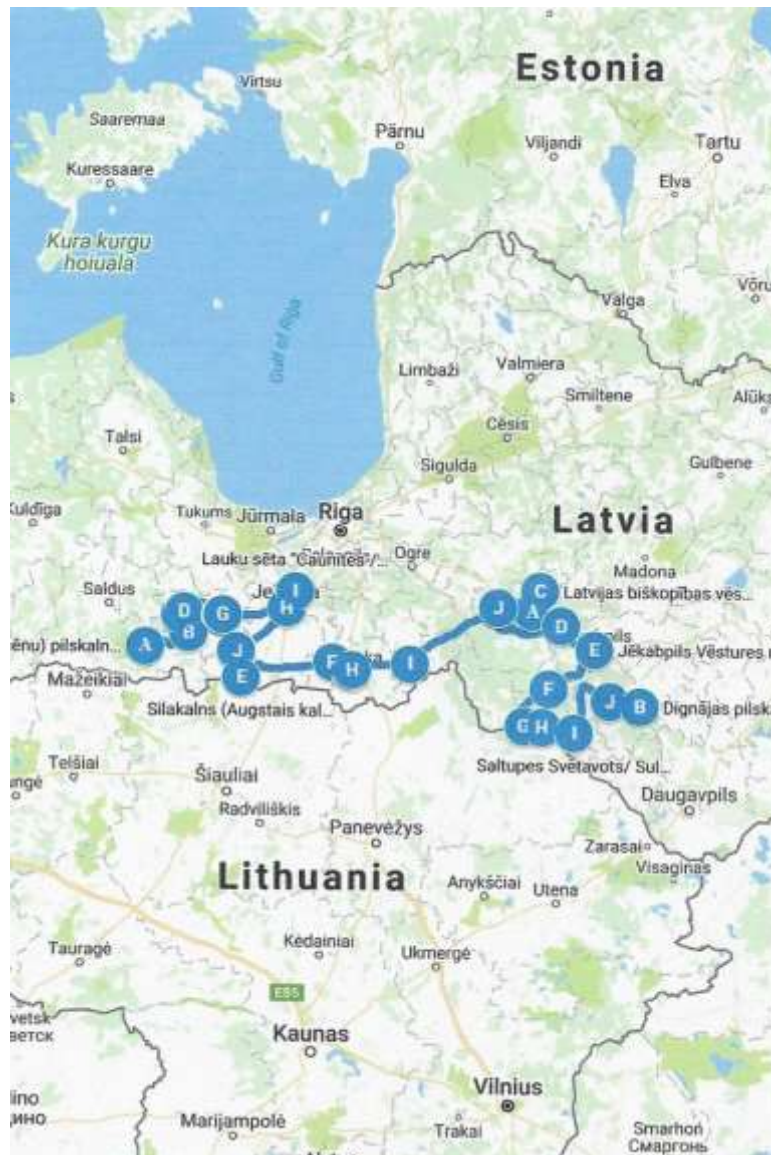 Estonia
Virtsu
Saaremaa
Pärnu
Viljandi
Tartu
Kuressaare
Elva
Kura kurgu
hoiuala
Võru
Valga
Gulf of Riga
Limbaži
Valmiera
Smiltene
Alūks
Talsi
Cēsis
Sigulda
Gulbene
Kuldīga
Tukums
Jūrmala
Riga
Latvia
Lauku sēta "Caunītes"/...
Ogre
Madona
Saldus
I
C
Latvijas biškopības vēs...
D
G
H
J
A
B
D
A
ēnu) pilskaln...
J
E
Jēkabpils Vēstures
Mažeikiai
E
F
H
I
F
J
B
Dignājas pilsk
Silakalns (Augstais kal...
G
H
I
Telšiai
Saltupes Svētavots/ Sul...
Šiauliai
Radviliškis
Daugavpils
Panevėžys
Zarasai
Visaginas
Lithuania
Anykščiai
Utena
Tauragė
Kėdainiai
Ukmergė
E85
Kaunas
Vilnius
Marijampolė
Trakai
Smarhoń
Смаргонь